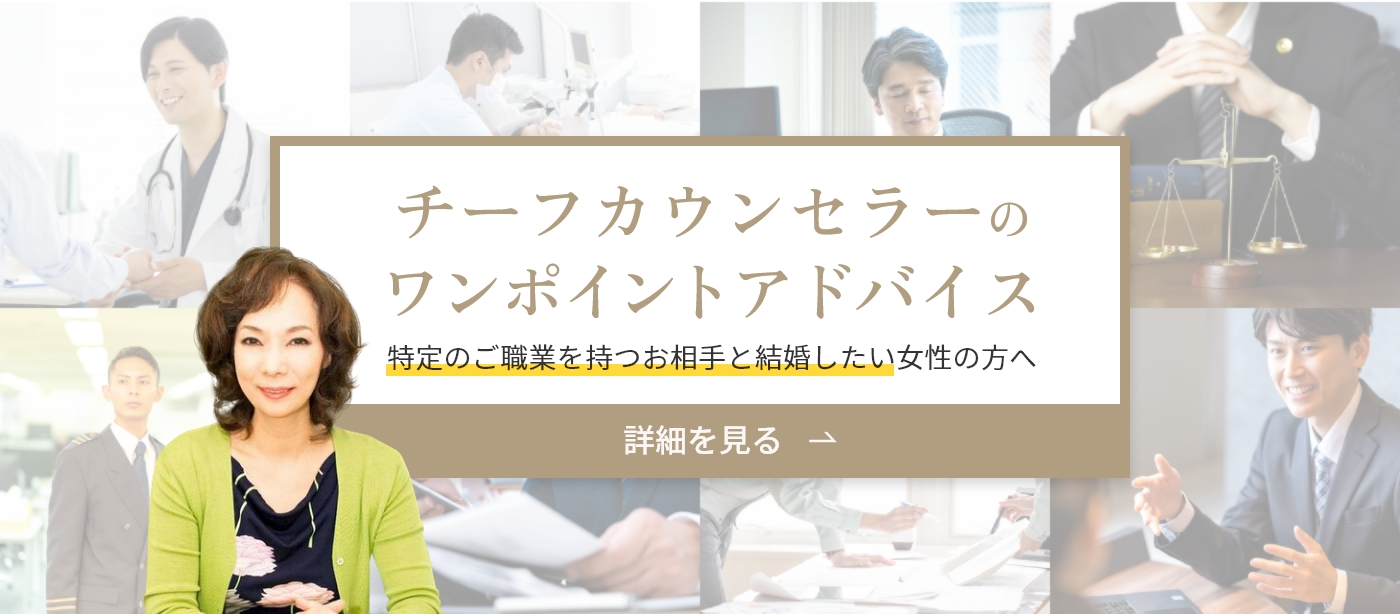 チーフカウンセラーの
ワンポイントアドバイス
特定のご職業を持つお相手と結婚したい女性の方へ
詳細を見る